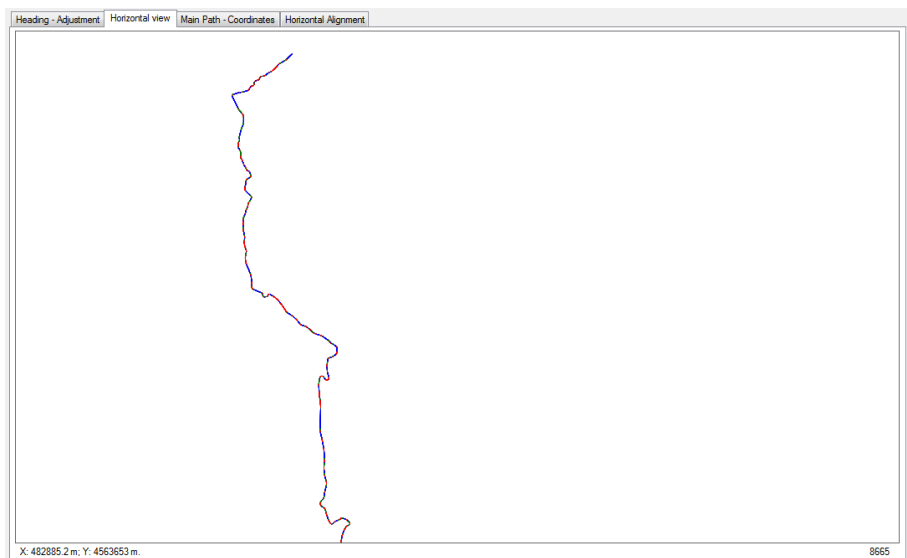 Heading - Adjustment Horizontal view Main Path - Coordinates Horizontal Alignment
X: 482885.2 m; Y: 4563653 m. 8665